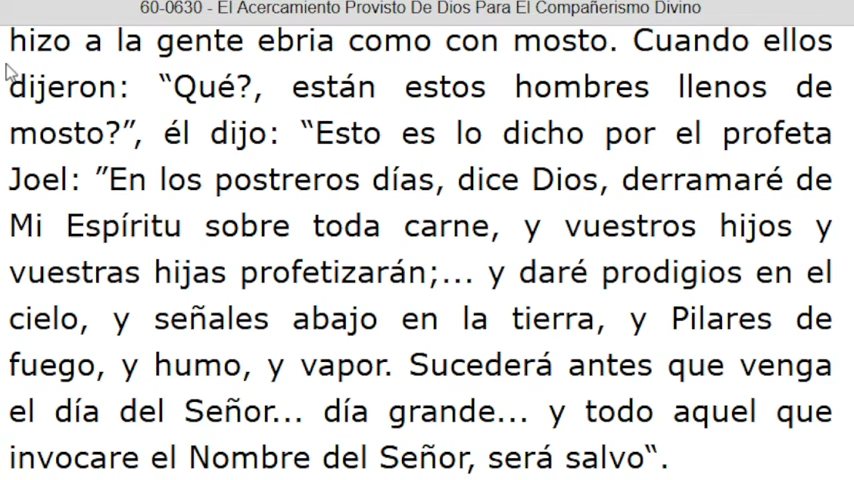 60-0630 - El Acercamiento Provisto De Dios Para El Compañerismo Divino
hizo a la gente ebria como con mosto. Cuando ellos
dijeron: “Qué?, están estos hombres llenos de
mosto?”, él dijo: “Esto es lo dicho por el profeta
Joel: ”En los postreros días, dice Dios, derramaré de
Mi Espíritu sobre toda carne, y vuestros hijos y
vuestras hijas profetizarán;... y daré prodigios en el
cielo, y señales abajo en la tierra, y Pilares de
fuego, y humo, y vapor. Sucederá antes que venga
el día del Señor... día grande... y todo aquel que
invocare el Nombre del Señor, será salvo“.